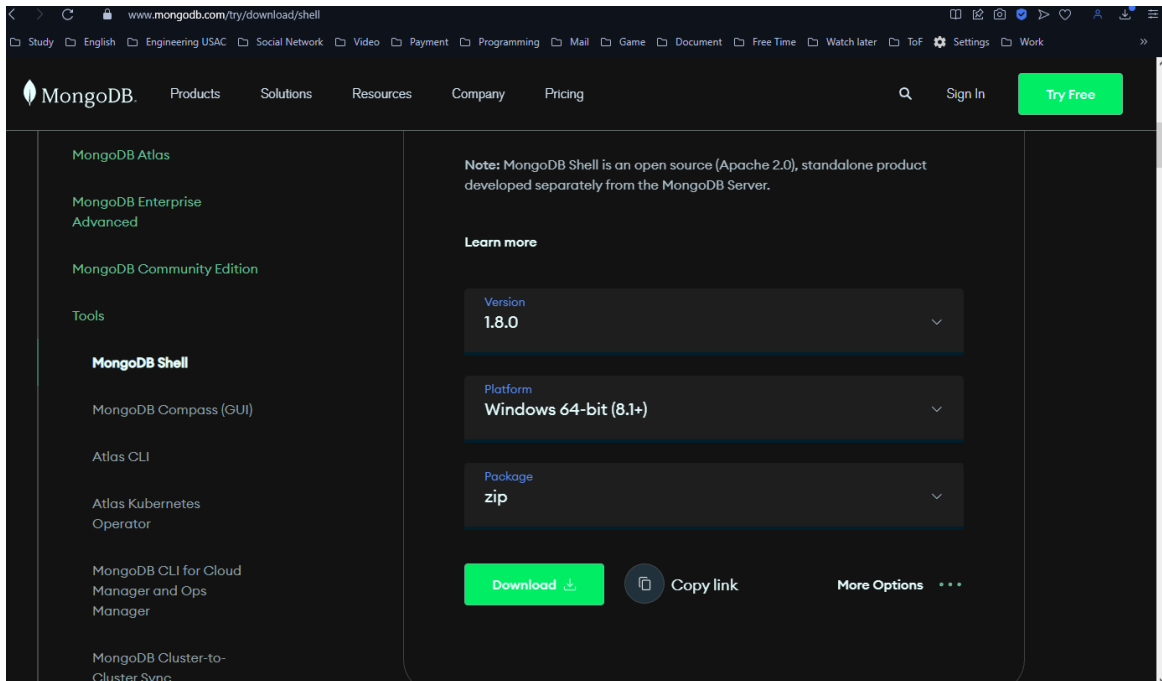 www.mongodb.com/try/download/shell
Study English Engineering USAC Social Network Video Payment Programming Mail Game Document Free Time Watch later ToF Settings Work »
MongoDB. Products Solutions Resources Company Pricing Sign In Try Free
MongoDB Atlas
MongoDB Enterprise
Advanced
MongoDB Community Edition
Tools
MongoDB Shell
MongoDB Compass (GUI)
Atlas CLI
Atlas Kubernetes
Operator
MongoDB CLI for Cloud
Manager and Ops
Manager
MongoDB Cluster-to-
Cluster Sync
Note: MongoDB Shell is an open source (Apache 2.0), standalone product
developed separately from the MongoDB Server.
Learn more
Version
1.8.0
Platform
Windows 64-bit (8.1+)
Package
zip
Download Copy link More Options